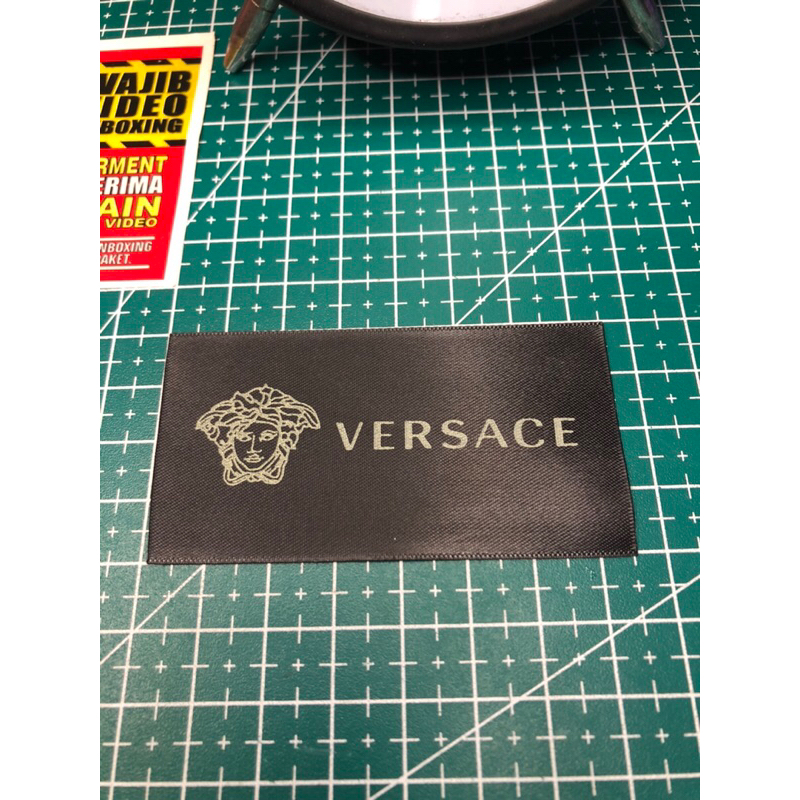 WAJIB
VIDEO
BOXING
RMENT
ERIMA
AIN
VIDEO
NBOXING
AKET
VERSACE